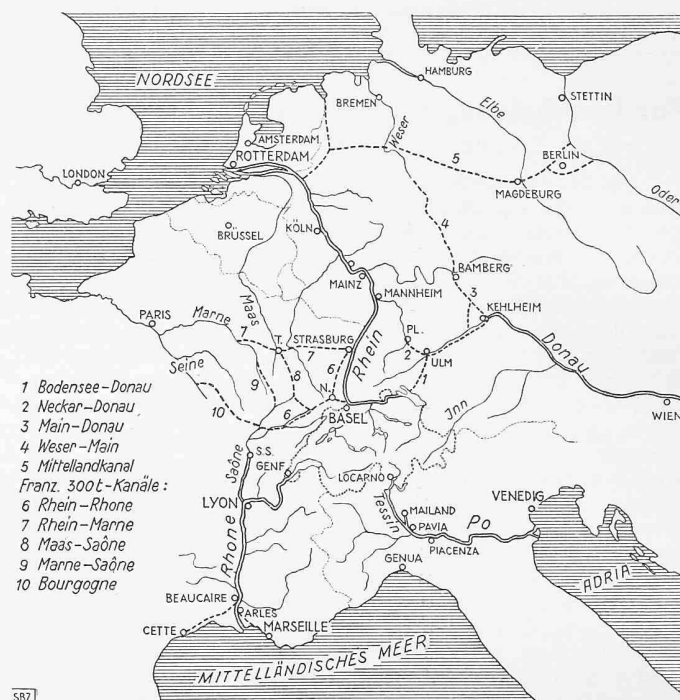 NORDSEE
HAMBURG
BREMEN
Elbe
STETTIN
Weser
AMSTERDAM
ROTTERDAM
5
BERLIN
LONDON
MAGDEBURG
Oder
BRÜSSEL
KÖLN
4
BAMBERG
MAINZ
MANNHEIM
3
KEHLHEIM
Maas
PARIS
Marne
7
T.
STRASBURG
7
Rhein
PL.
2
ULM
Donau
Seine
9
8
6
N.
1
10
6
BASEL
Jnn
WIEN
1 Bodensee–Donau
2 Neckar–Donau
3 Main–Donau
4 Weser–Main
5 Mittellandkanal
Franz. 300t-Kanäle:
6 Rhein–Rhone
7 Rhein–Marne
8 Maas–Saône
9 Marne–Saône
10 Bourgogne
Saône
S.S.
GENF
LOCARNO
LYON
Tessin
MAILAND
PAVIA
Po
VENEDIG
PIACENZA
Rhone
GENUA
ADRIA
BEAUCAIRE
ARLES
CETTE
MARSEILLE
MITTELLÄNDISCHES MEER
SBZ